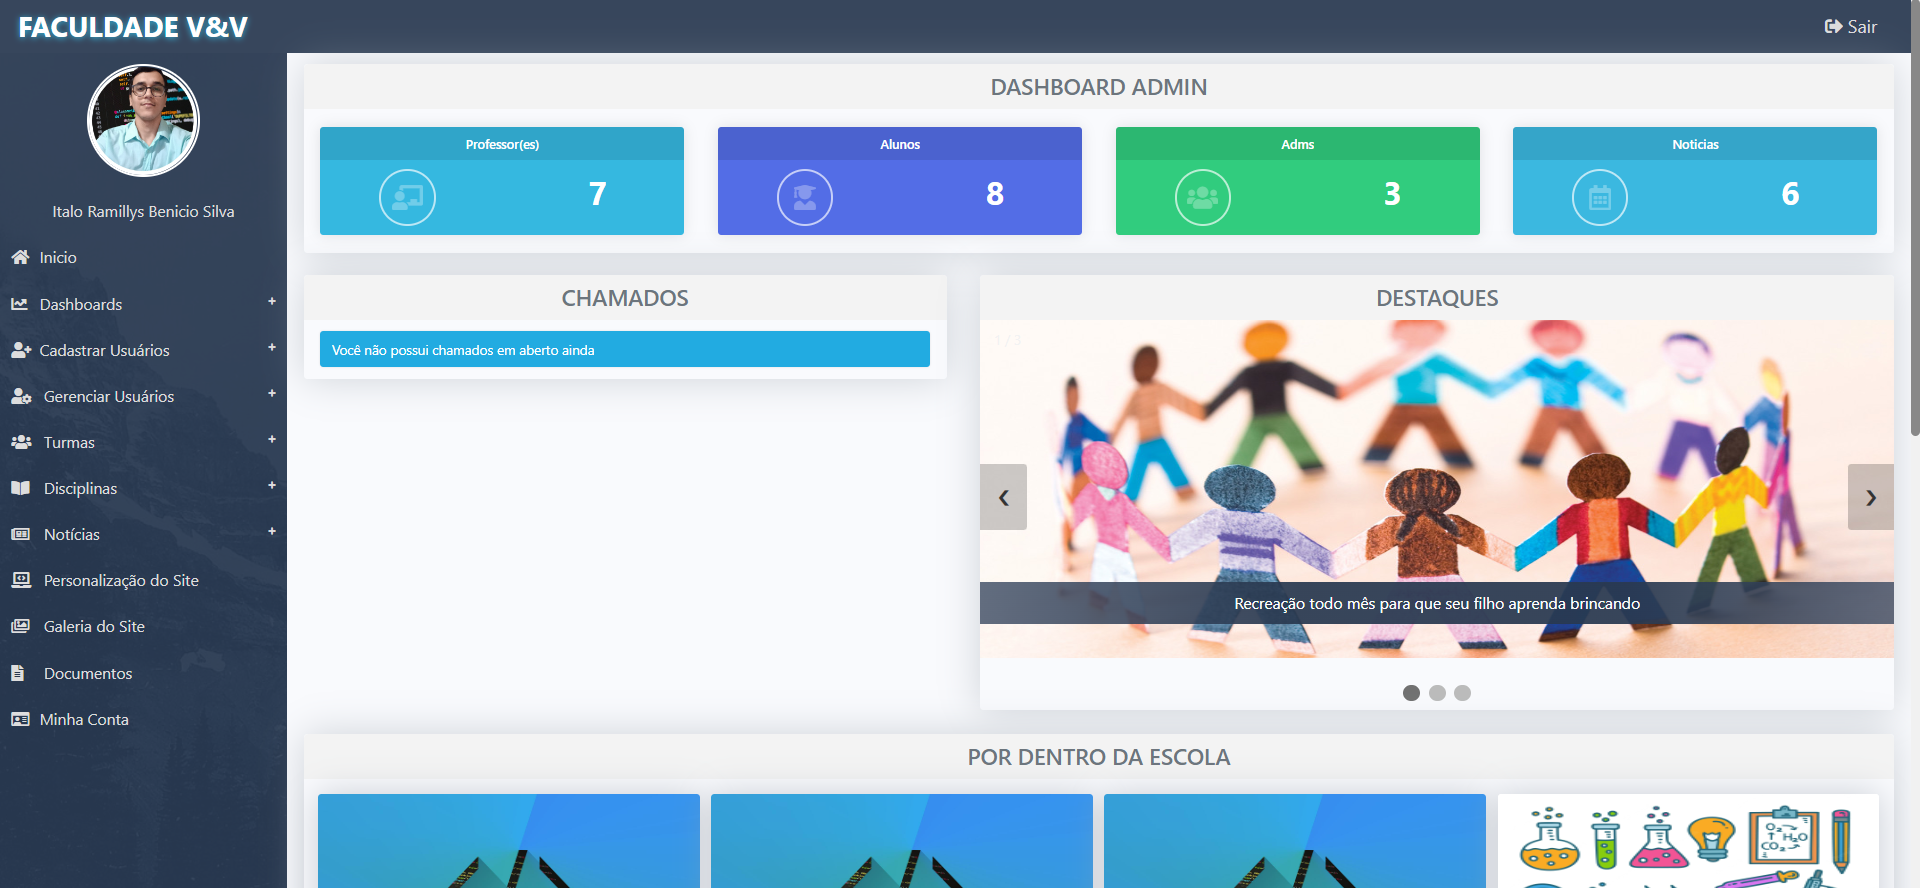 FACULDADE V&V
Sair
Italo Ramillys Benicio Silva
Inicio
Dashboards +
Cadastrar Usuários +
Gerenciar Usuários +
Turmas +
Disciplinas +
Notícias +
Personalização do Site
Galeria do Site
Documentos
Minha Conta
DASHBOARD ADMIN
Professor(es)
7
Alunos
8
Adms
3
Noticias
6
CHAMADOS
Você não possui chamados em aberto ainda
DESTAQUES
1 / 3
❮ ❯
Recreação todo mês para que seu filho aprenda brincando
POR DENTRO DA ESCOLA
O₂
↑ H₂O
CO₂